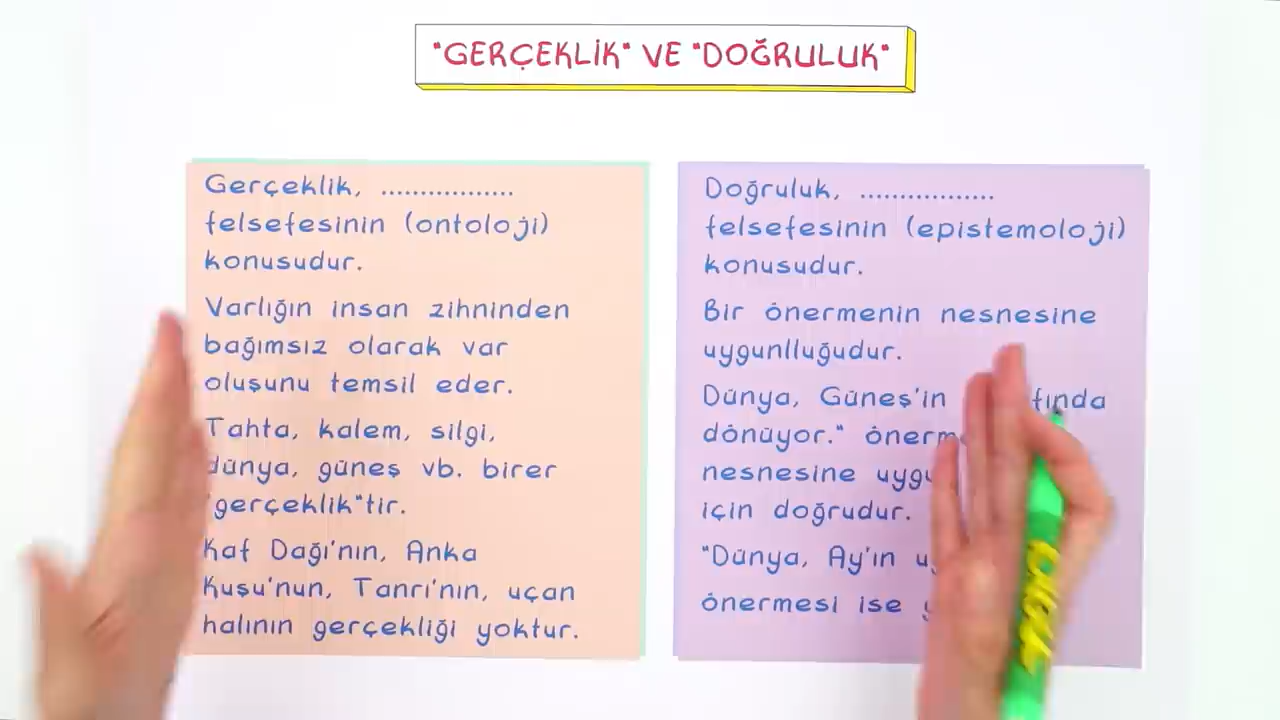 "GERÇEKLİK" VE "DOĞRULUK"
Gerçeklik, .................
felsefesinin (ontoloji)
konusudur.
Varlığın insan zihninden
bağımsız olarak var
oluşunu temsil eder.
Tahta, kalem, silgi,
dünya, güneş vb. birer
"gerçeklik"tir.
Kaf Dağı'nın, Anka
Kuşu'nun, Tanrı'nın, uçan
halının gerçekliği yoktur.
Doğruluk, .................
felsefesinin (epistemoloji)
konusudur.
Bir önermenin nesnesine
uygunlluğudur.
Dünya, Güneş'in
dönüyor."
nesnesine
için doğrudur.
"Dünya, Ay'ın
önermesi ise